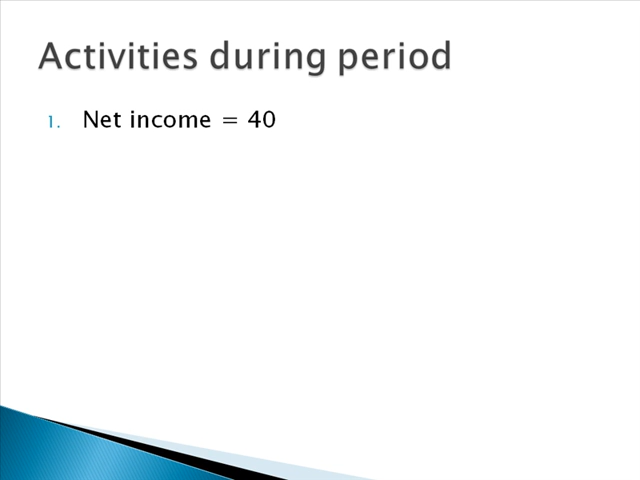 Activities during period
1. Net income = 40